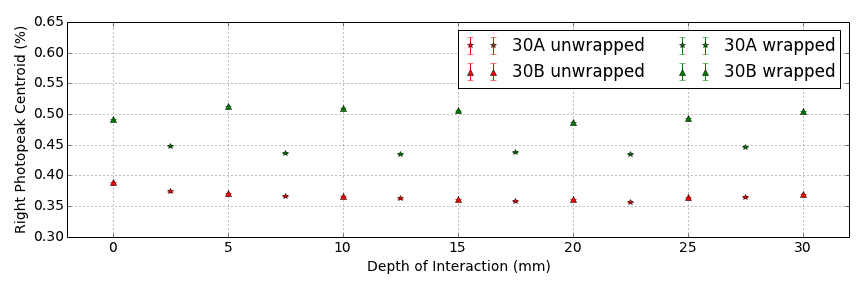 0.65
0.60
0.55
0.50
0.45
0.40
0.35
0.30
Right Photopeak Centroid (%)
30A unwrapped 30A wrapped
30B unwrapped 30B wrapped
0 5 10 15 20 25 30
Depth of Interaction (mm)